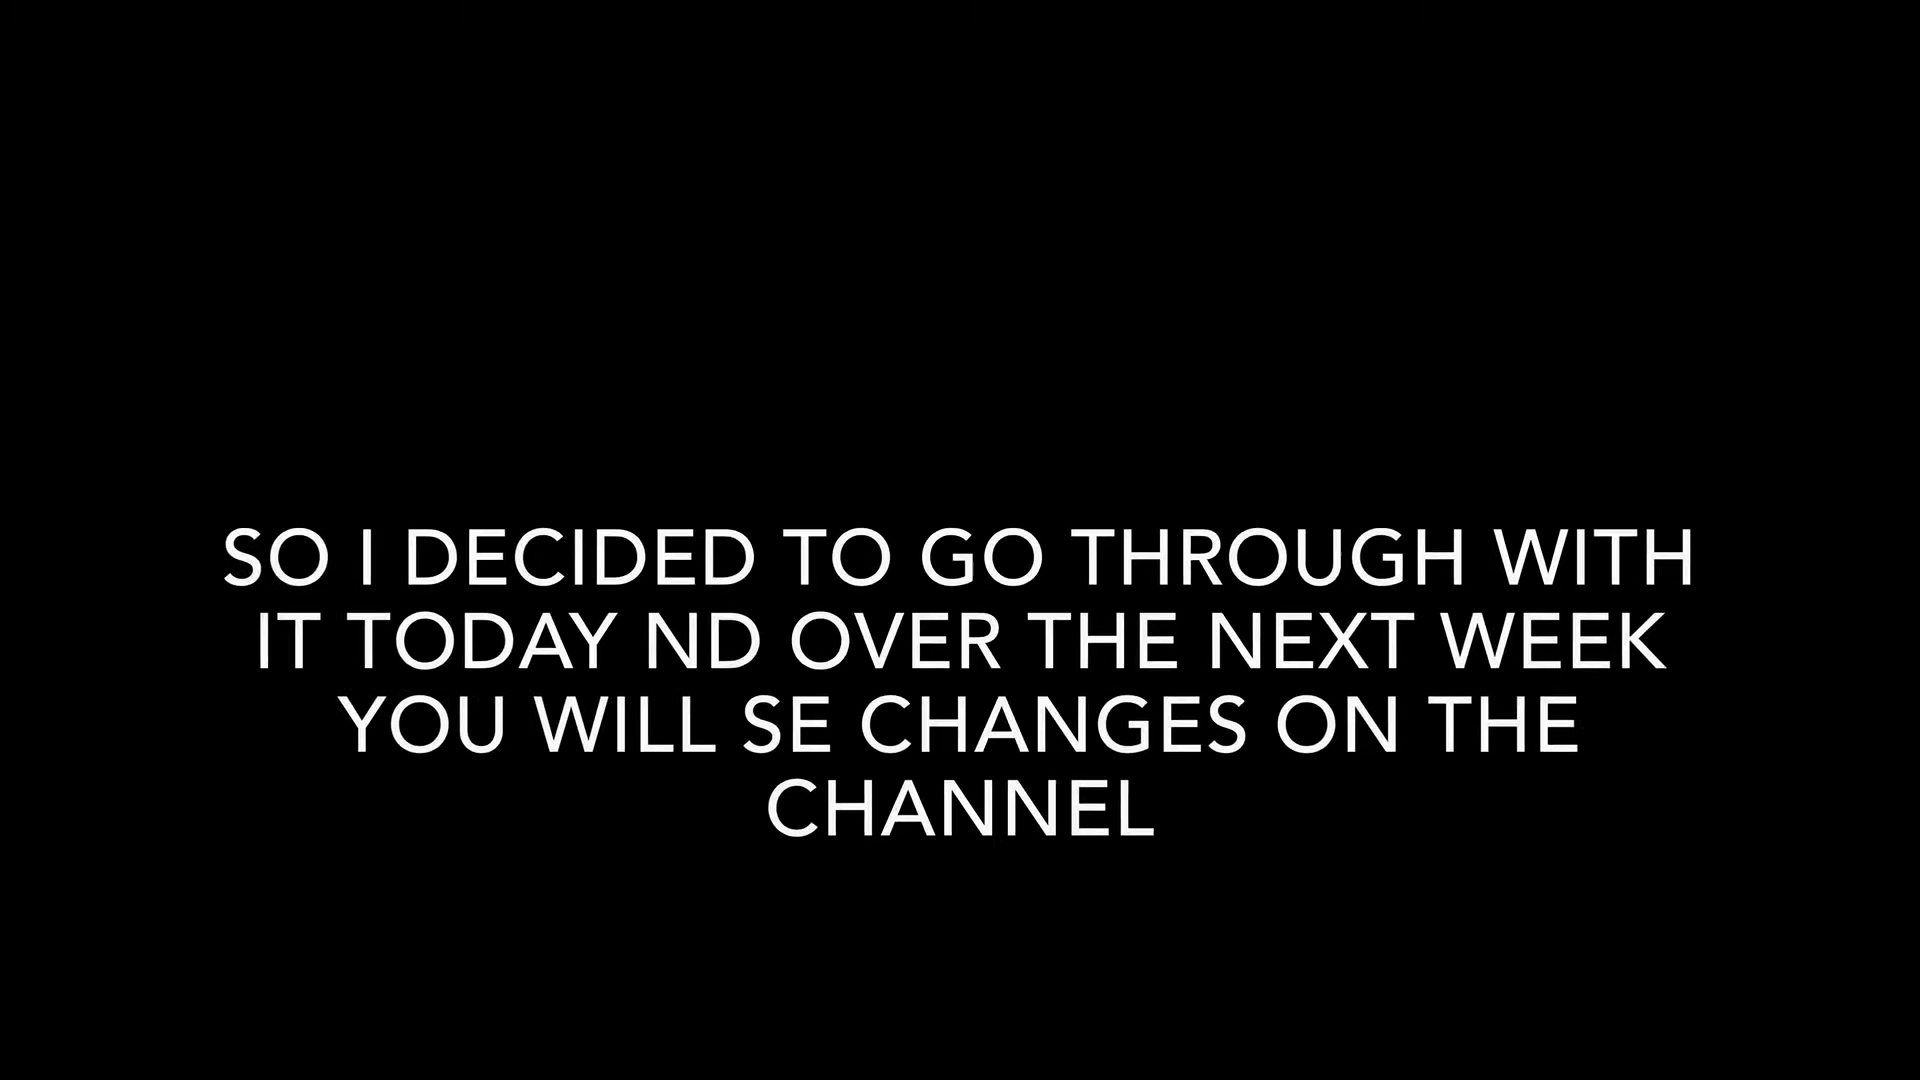 SO I DECIDED TO GO THROUGH WITH
IT TODAY ND OVER THE NEXT WEEK
YOU WILL SE CHANGES ON THE
CHANNEL